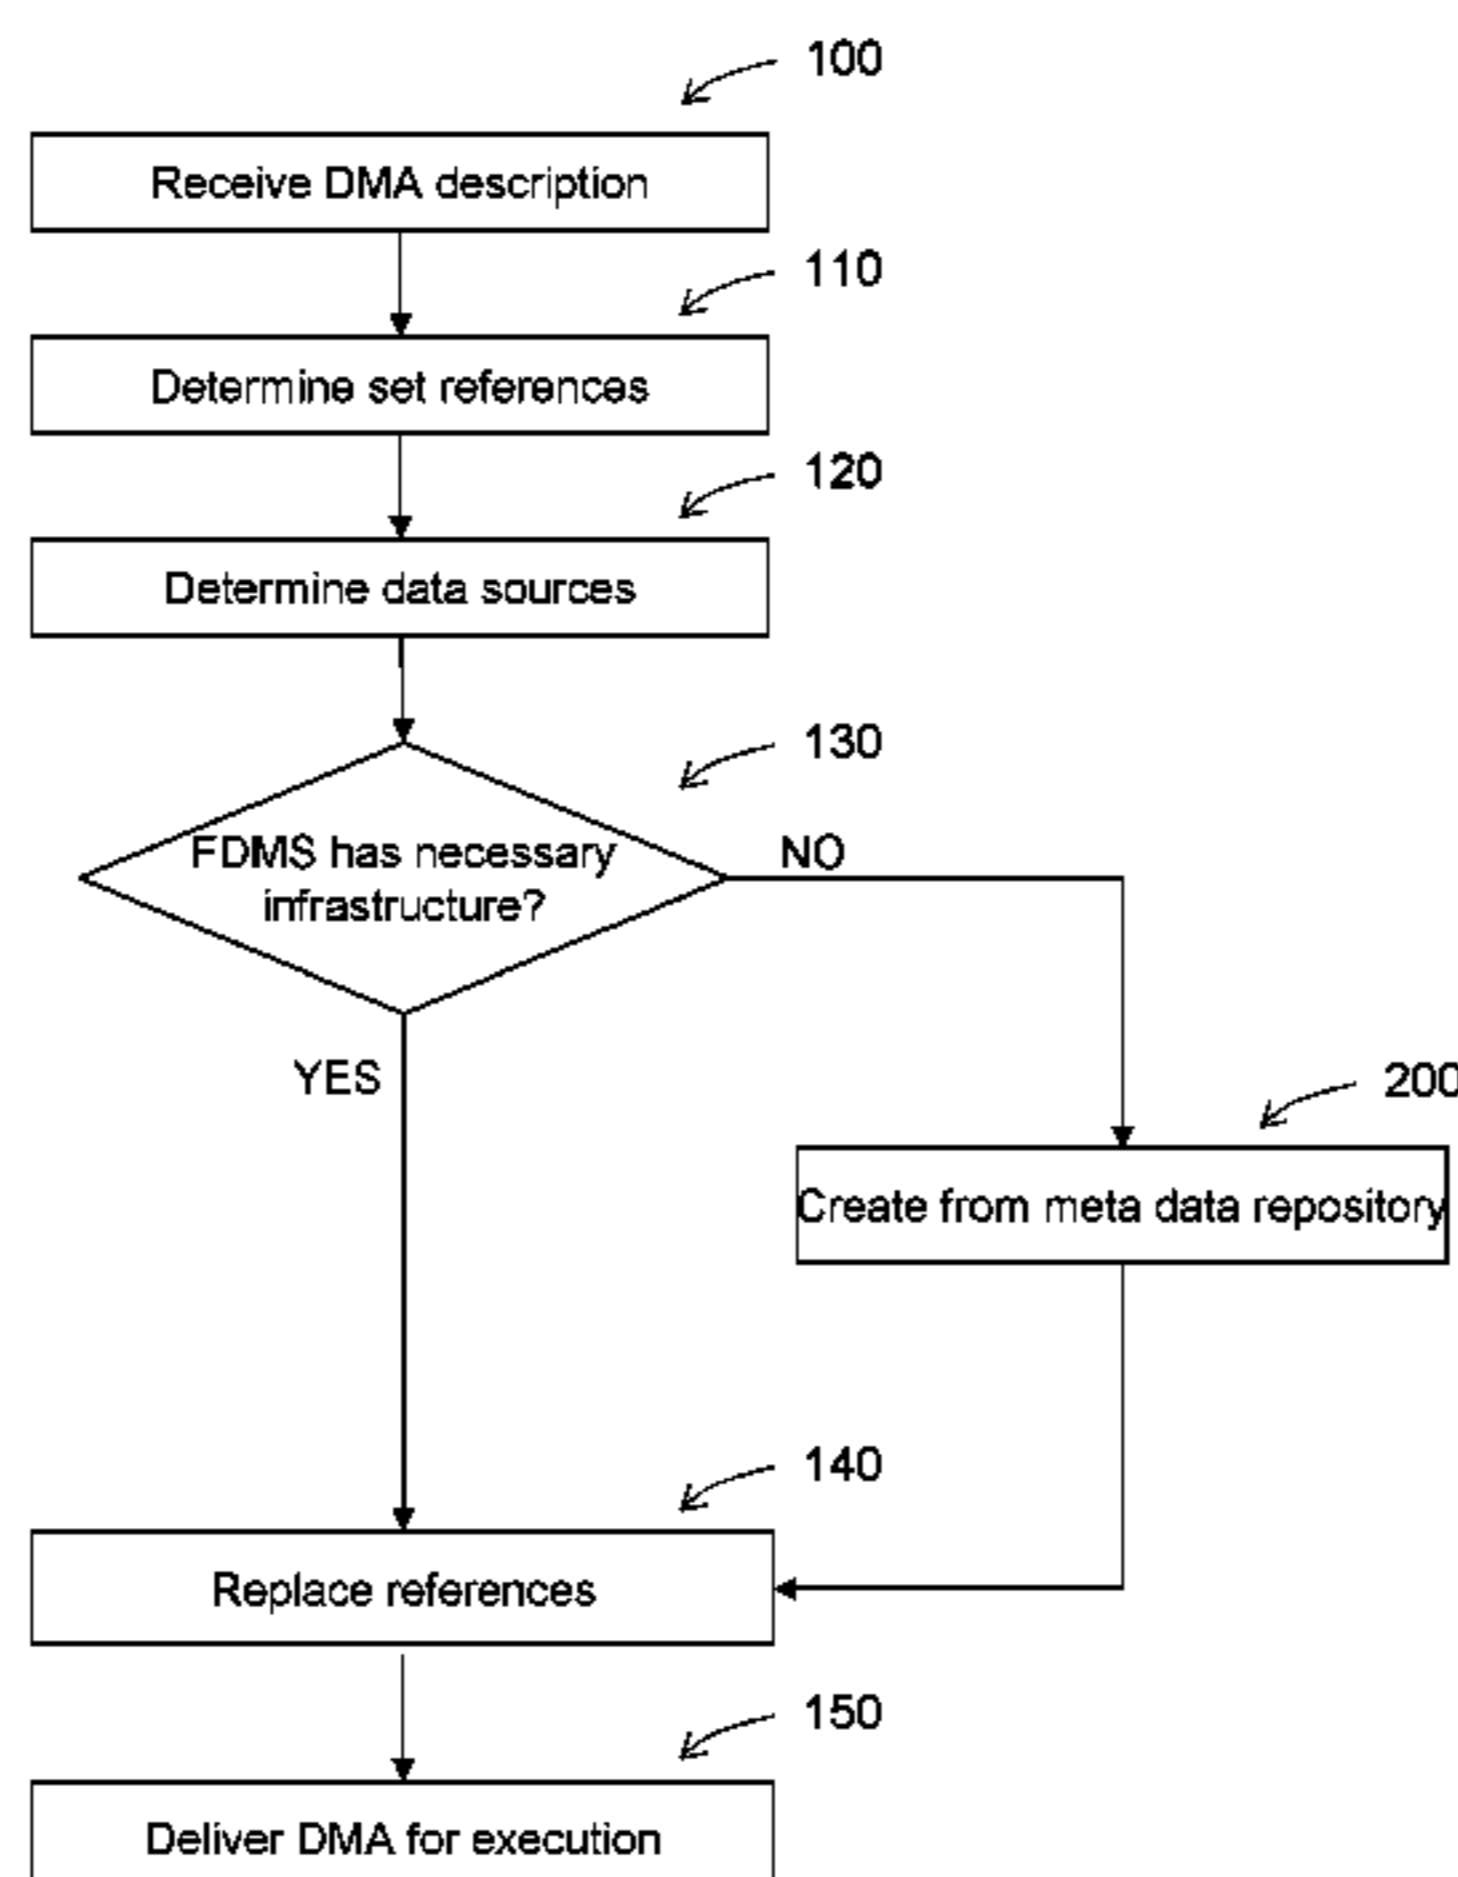 100
Receive DMA description
110
Determine set references
120
Determine data sources
130
FDMS has necessary
infrastructure?
NO
YES
200
Create from meta data repository
140
Replace references
150
Deliver DMA for execution